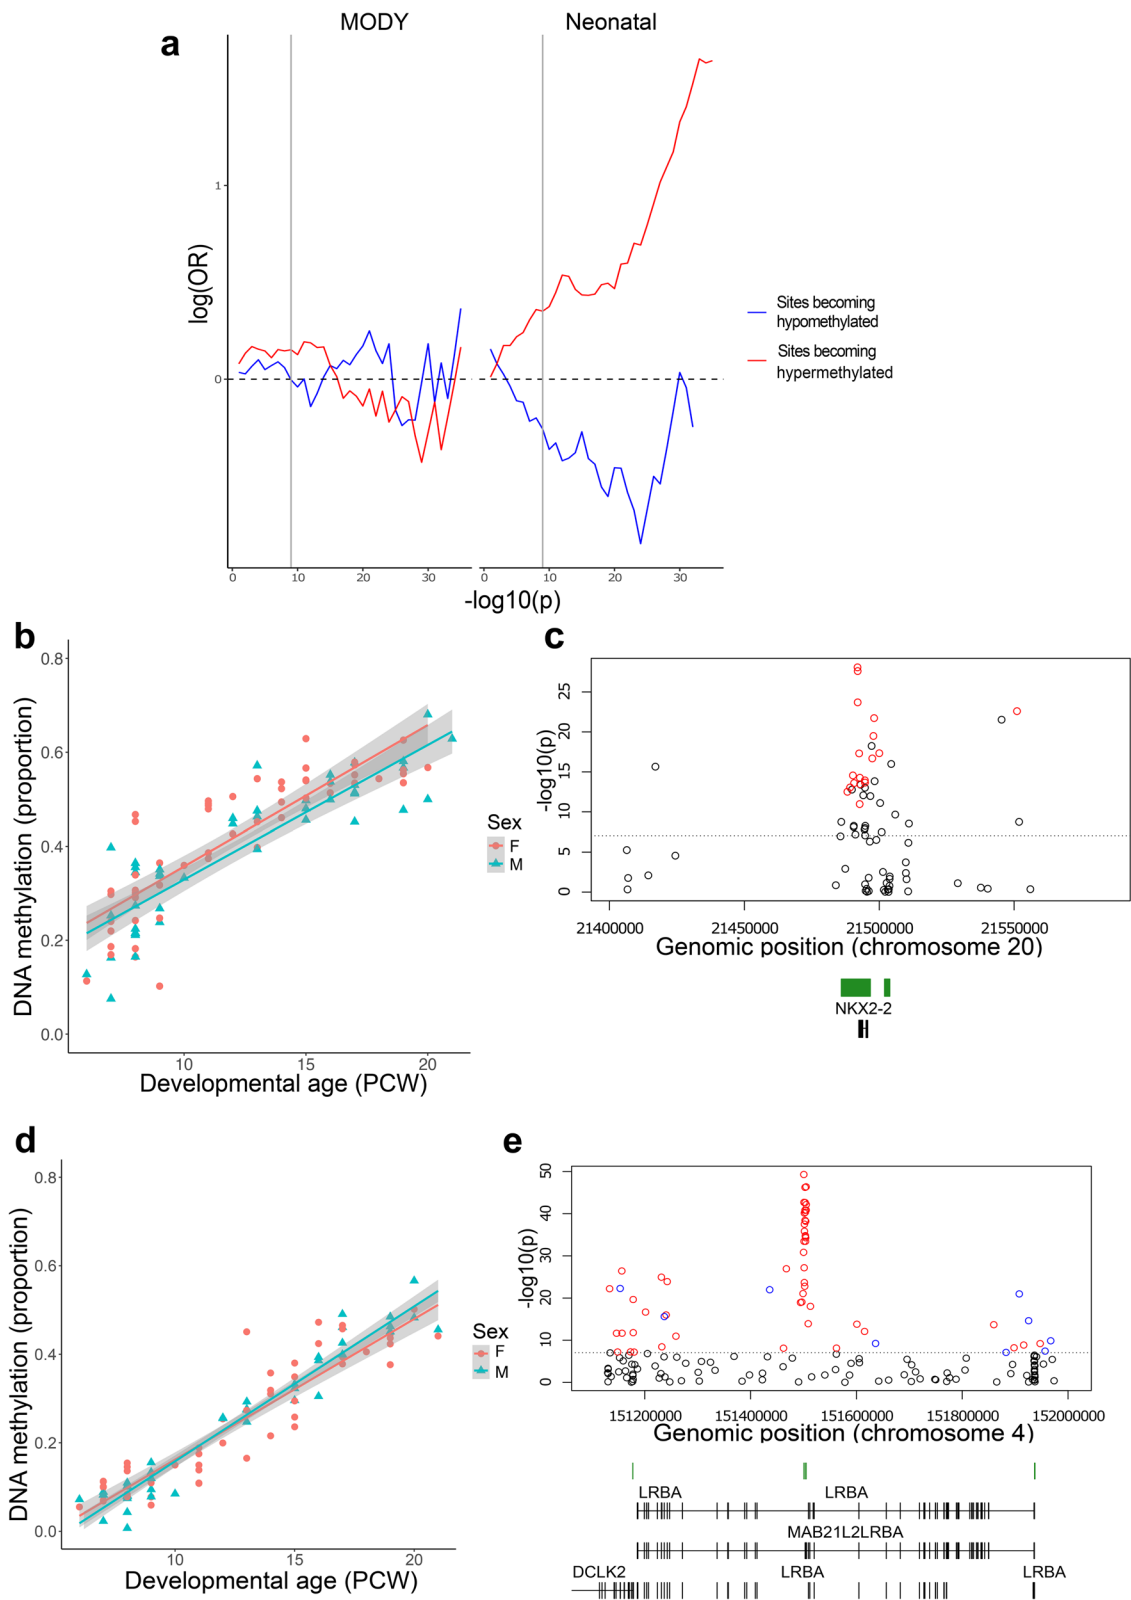 a
MODY
Neonatal
log(OR)
1
0
0
10
20
30
0
10
20
30
-log10(p)
Sites becoming
hypomethylated
Sites becoming
hypermethylated
b
DNA methylation (proportion)
0.8
0.6
0.4
0.2
0.0
10
15
20
Developmental age (PCW)
Sex
F
M
c
-log10(p)
25
20
15
10
5
0
21400000
21450000
21500000
21550000
Genomic position (chromosome 20)
NKX2-2
d
DNA methylation (proportion)
0.8
0.6
0.4
0.2
0.0
10
15
20
Developmental age (PCW)
Sex
F
M
e
-log10(p)
50
40
30
20
10
0
151200000
151400000
151600000
151800000
152000000
Genomic position (chromosome 4)
LRBA
LRBA
MAB21L2LRBA
DCLK2
LRBA
LRBA